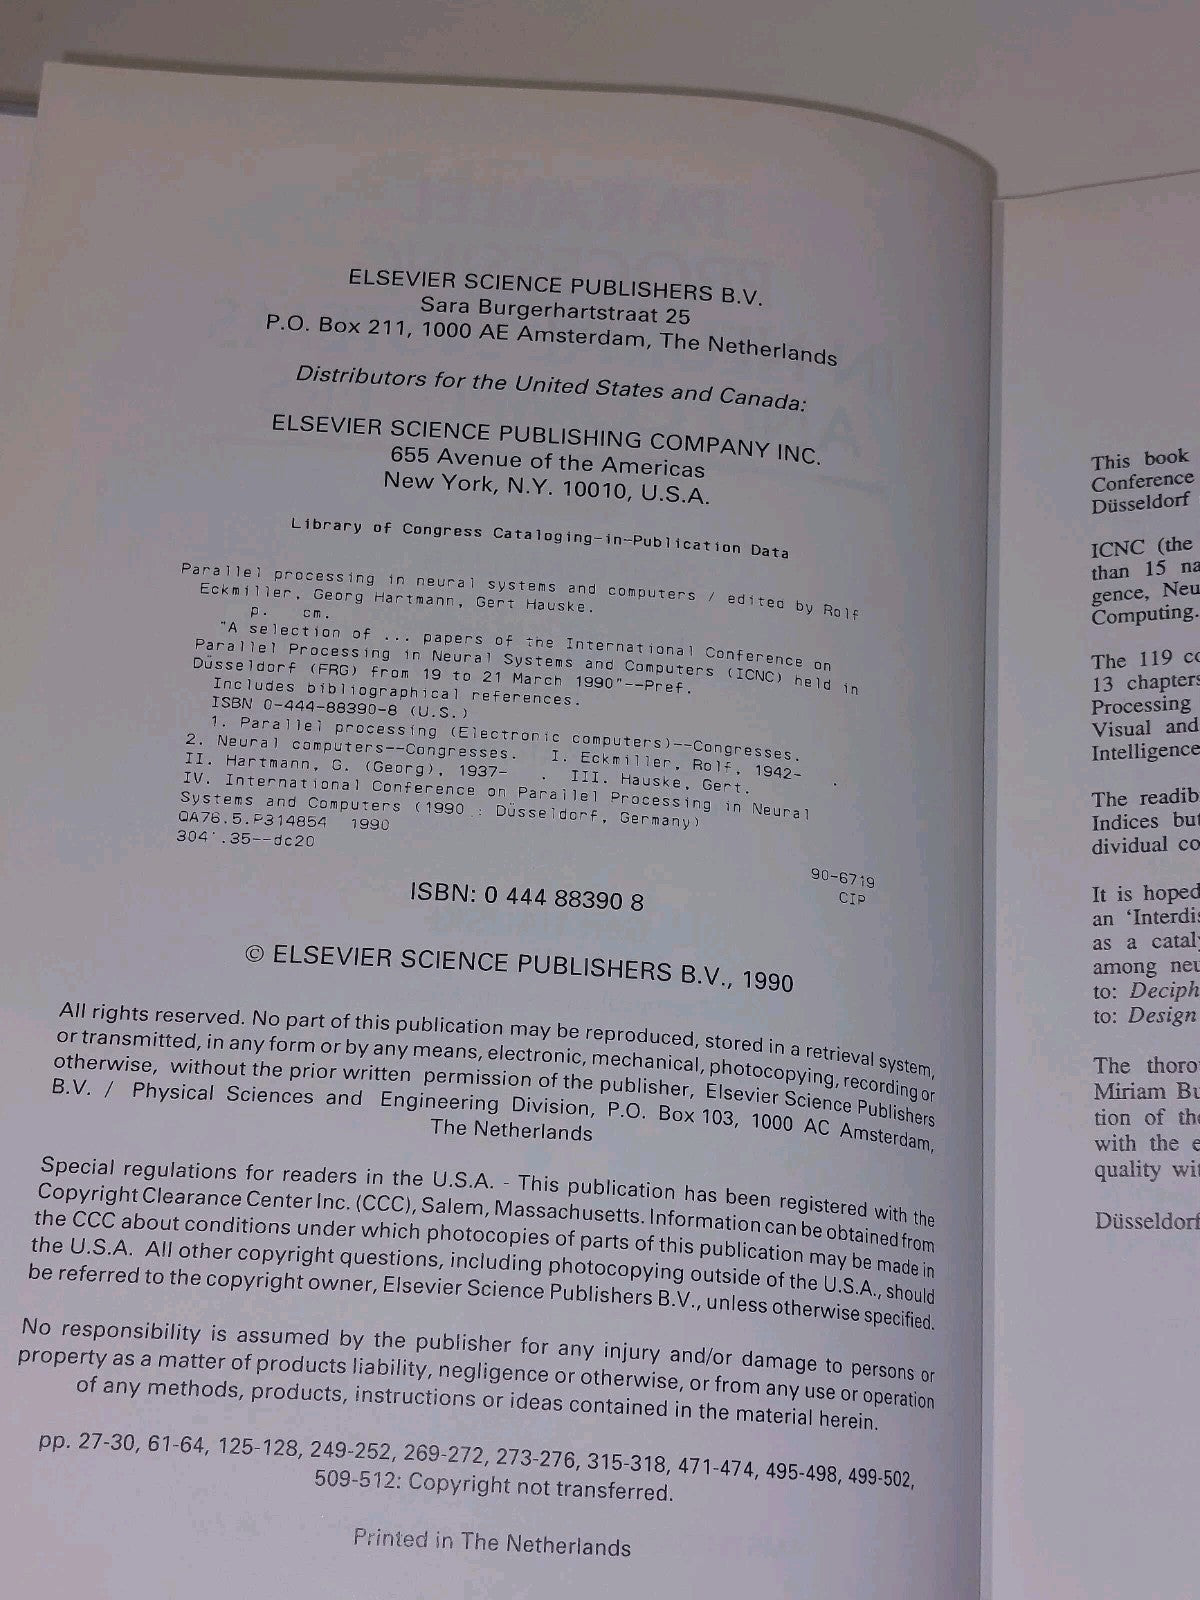 ELSEVIER SCIENCE PUBLISHERS B.V.
Sara Burgerhartstraat 25
P.O. Box 211, 1000 AE Amsterdam, The Netherlands
Distributors for the United States and Canada:
ELSEVIER SCIENCE PUBLISHING COMPANY INC.
655 Avenue of the Americas
New York, N.Y. 10010, U.S.A.
Library of Congress Cataloging-in-Publication Data
Parallel processing in neural systems and computers / edited by Rolf
Eckmiller, Georg Hartmann, Gert Hauske.
p. cm.
"A selection of ... papers of the International Conference on
Parallel Processing in Neural Systems and Computers (ICNC) held in
Düsseldorf (FRG) from 19 to 21 March 1990"--Pref.
Includes bibliographical references.
ISBN 0-444-88390-8 (U.S.)
1. Parallel processing (Electronic computers)--Congresses.
2. Neural computers--Congresses. I. Eckmiller, Rolf, 1942- .
II. Hartmann, G. (Georg), 1937- . III. Hauske, Gert.
IV. International Conference on Parallel Processing in Neural
Systems and Computers (1990 : Düsseldorf, Germany)
QA76.5.P314854 1990
304'.35--dc20
90-6719
CIP
ISBN: 0 444 88390 8
© ELSEVIER SCIENCE PUBLISHERS B.V., 1990
All rights reserved. No part of this publication may be reproduced, stored in a retrieval system,
or transmitted, in any form or by any means, electronic, mechanical, photocopying, recording or
otherwise, without the prior written permission of the publisher, Elsevier Science Publishers
B.V. / Physical Sciences and Engineering Division, P.O. Box 103, 1000 AC Amsterdam,
The Netherlands
Special regulations for readers in the U.S.A. - This publication has been registered with the
Copyright Clearance Center Inc. (CCC), Salem, Massachusetts. Information can be obtained from
the CCC about conditions under which photocopies of parts of this publication may be made in
the U.S.A. All other copyright questions, including photocopying outside of the U.S.A., should
be referred to the copyright owner, Elsevier Science Publishers B.V., unless otherwise specified.
No responsibility is assumed by the publisher for any injury and/or damage to persons or
property as a matter of products liability, negligence or otherwise, or from any use or operation
of any methods, products, instructions or ideas contained in the material herein.
pp. 27-30, 61-64, 125-128, 249-252, 269-272, 273-276, 315-318, 471-474, 495-498, 499-502,
509-512: Copyright not transferred.
Printed in The Netherlands
This book
Conference
Düsseldorf
ICNC (the
than 15 na
gence, Neu
Computing.
The 119 co
13 chapters
Processing
Visual and
Intelligence
The readib
Indices but
dividual co
It is hoped
an 'Interdis
as a cataly
among neu
to: Deciph
to: Design
The thoro
Miriam Bu
tion of the
with the e
quality wit
Düsseldorf